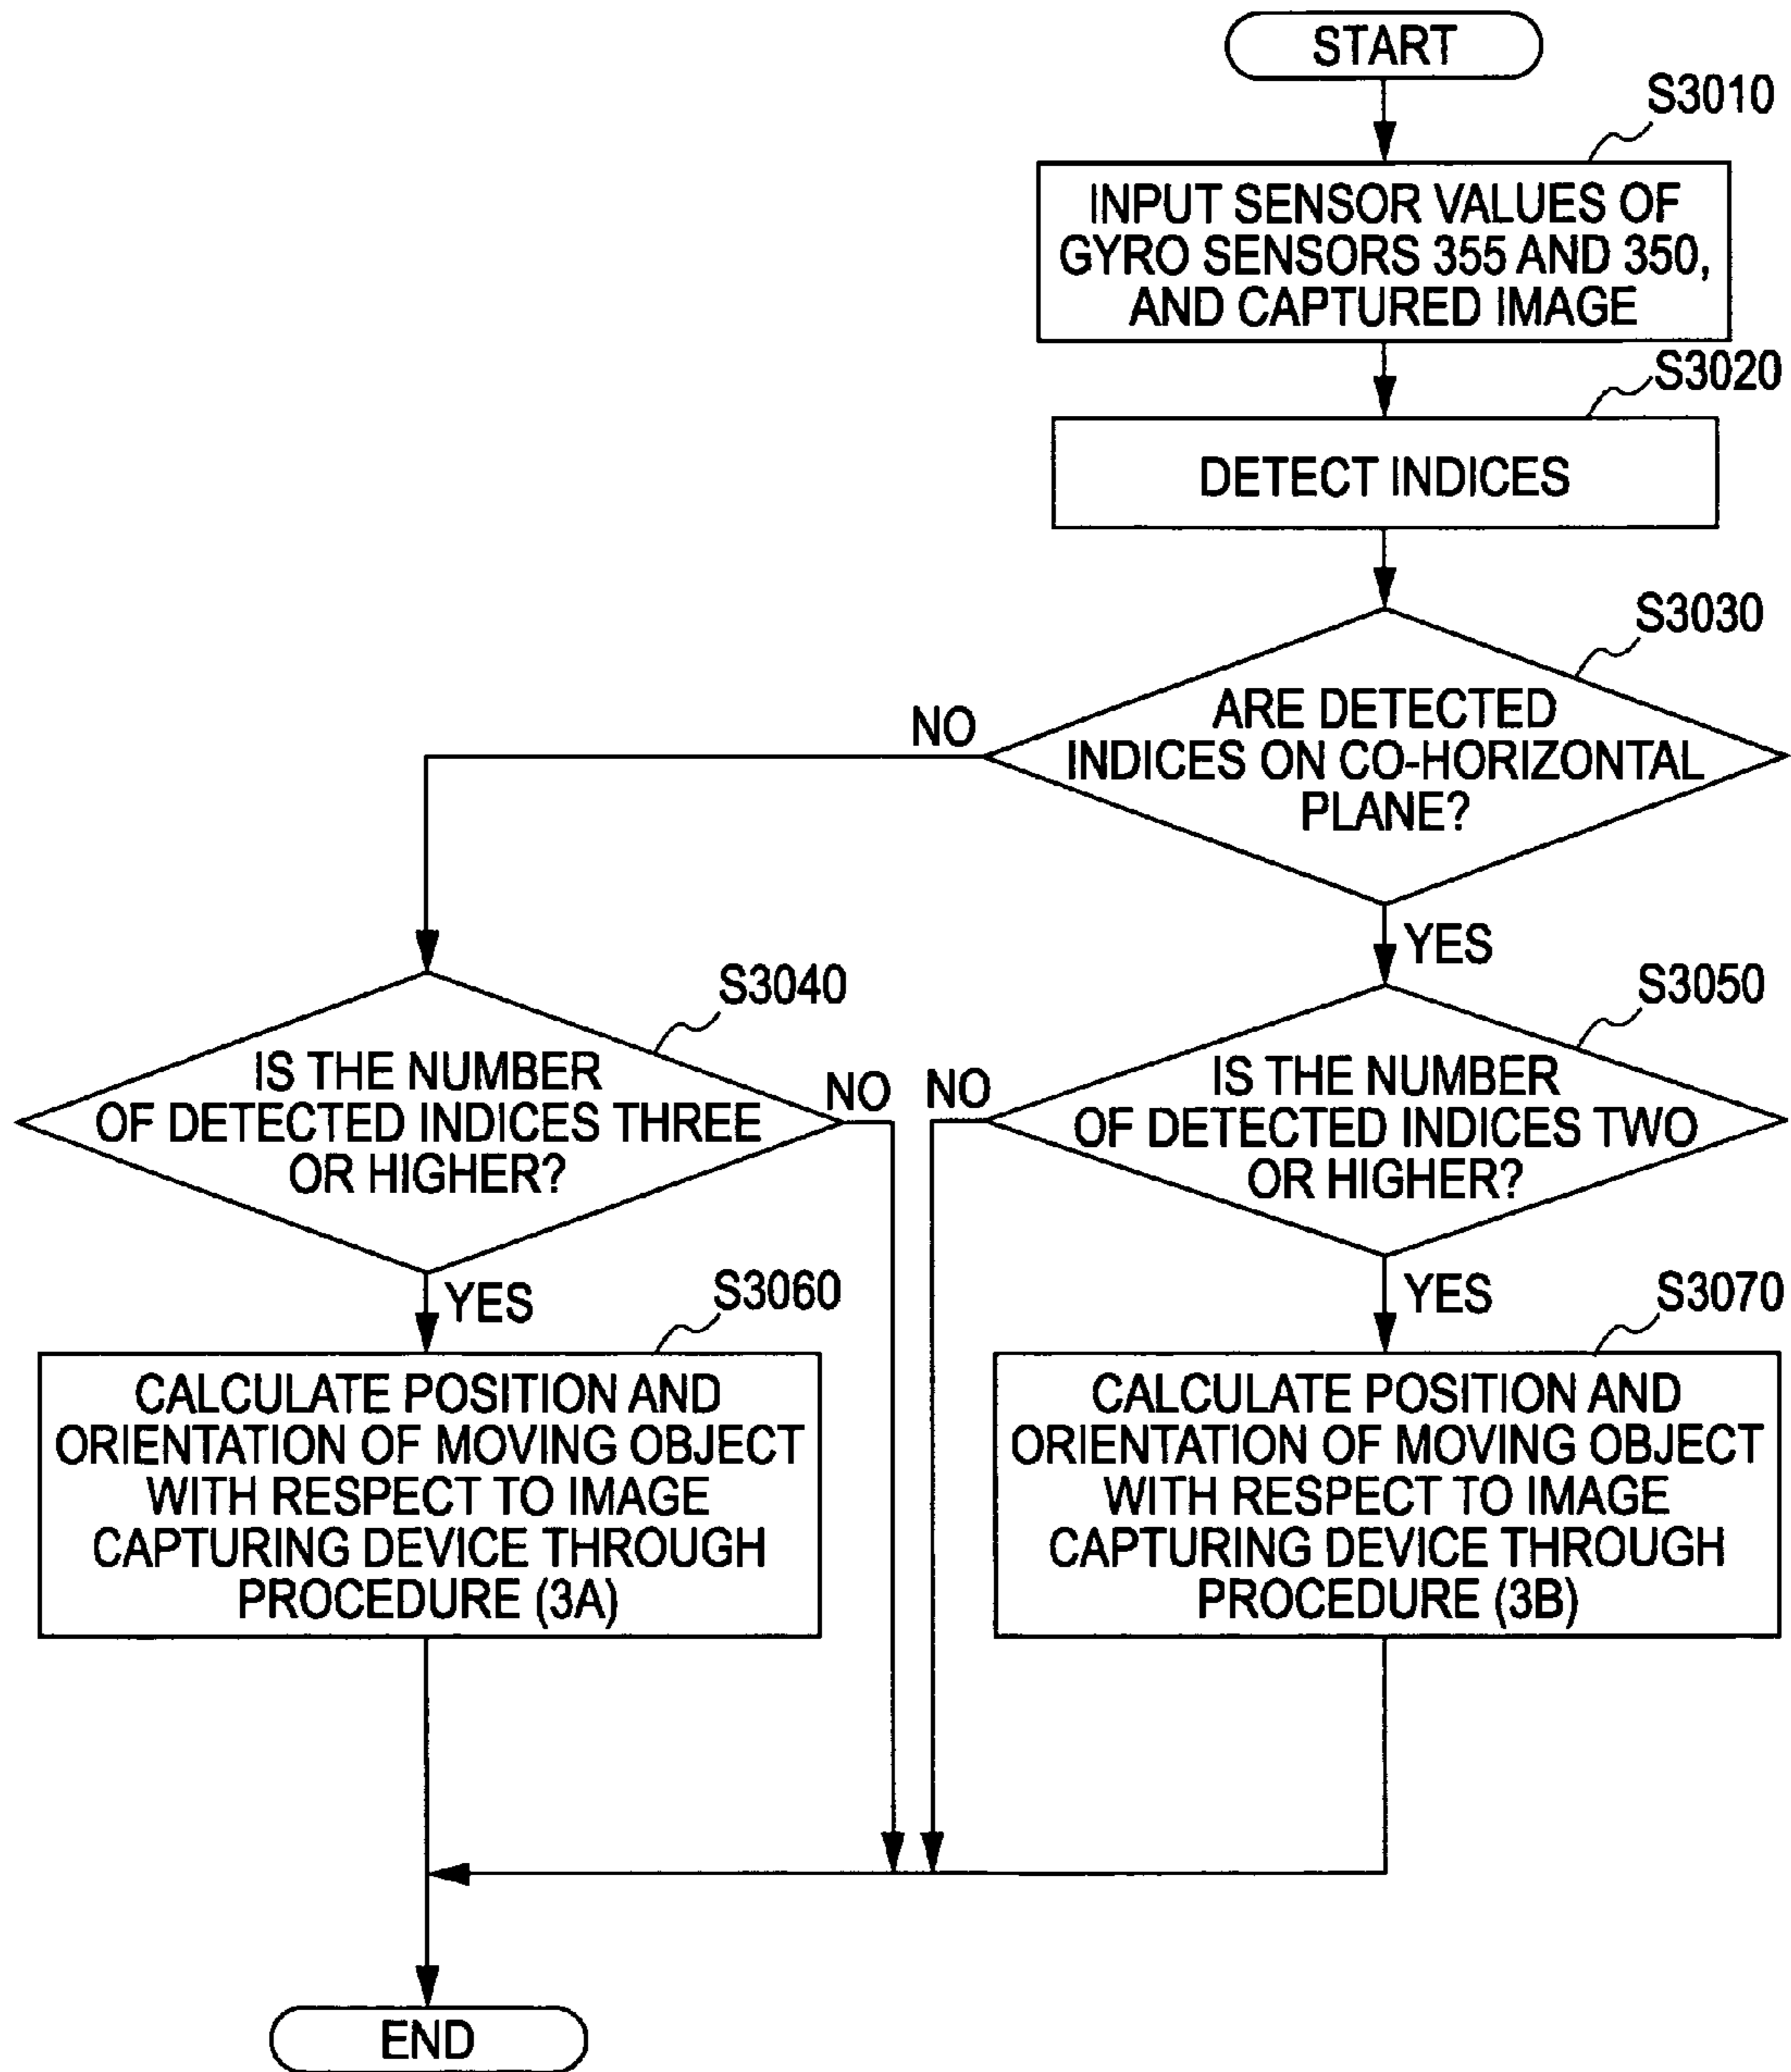 START
S3010
INPUT SENSOR VALUES OF
GYRO SENSORS 355 AND 350,
AND CAPTURED IMAGE
S3020
DETECT INDICES
S3030
ARE DETECTED
INDICES ON CO-HORIZONTAL
PLANE?
NO
YES
S3040
IS THE NUMBER
OF DETECTED INDICES THREE
OR HIGHER?
NO
YES
S3050
IS THE NUMBER
OF DETECTED INDICES TWO
OR HIGHER?
NO
YES
S3060
CALCULATE POSITION AND
ORIENTATION OF MOVING OBJECT
WITH RESPECT TO IMAGE
CAPTURING DEVICE THROUGH
PROCEDURE (3A)
S3070
CALCULATE POSITION AND
ORIENTATION OF MOVING OBJECT
WITH RESPECT TO IMAGE
CAPTURING DEVICE THROUGH
PROCEDURE (3B)
END